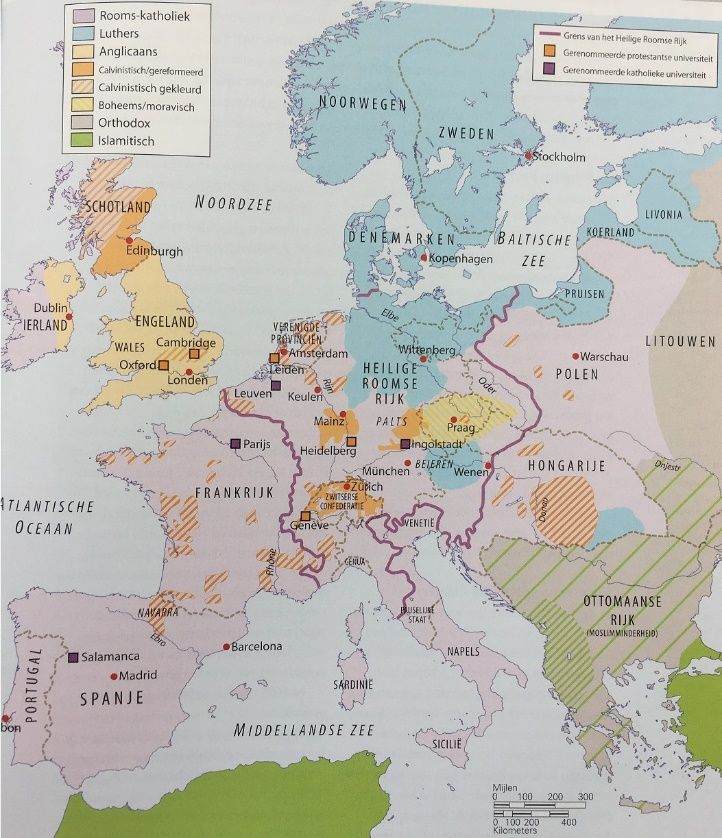 Rooms-katholiek
Luthers
Anglicaans
Calvinistisch/gereformeerd
Calvinistisch gekleurd
Boheems/moravisch
Orthodox
Islamitisch
Grens van het Heilige Roomse Rijk
Gerenommeerde protestantse universiteit
Gerenommeerde katholieke universiteit
NOORWEGEN
ZWEDEN
Stockholm
NOORDZEE
SCHOTLAND
Edinburgh
DENEMARKEN
Kopenhagen
BALTISCHE
ZEE
LIVONIA
KOERLAND
PRUISEN
LITOUWEN
Dublin
IERLAND
ENGELAND
WALES
Cambridge
Oxford
Londen
VERENIGDE
PROVINCIËN
Amsterdam
Leiden
Leuven
Keulen
Rijn
Elbe
Wittenberg
HEILIGE
ROOMSE
RIJK
Oder
Warschau
POLEN
Mainz
PALTS
Praag
Heidelberg
Ingolstadt
München
BEIEREN
Wenen
Parijs
FRANKRIJK
Zürich
ZWITSERSE
CONFEDERATIE
Genève
VENETIË
HONGARIJE
Donau
Dnjestr
ATLANTISCHE
OCEAAN
Rhône
GENUA
PAUSELIJKE
STAAT
OTTOMAANSE
RIJK
(MOSLIMMINDERHEID)
NAVARRA
Ebro
Barcelona
Salamanca
Madrid
SPANJE
PORTUGAL
bon
NAPELS
SARDINIË
SICILIË
MIDDELLANDSE ZEE
Mijlen
0 100 200 300
0 100 200 400
Kilometers